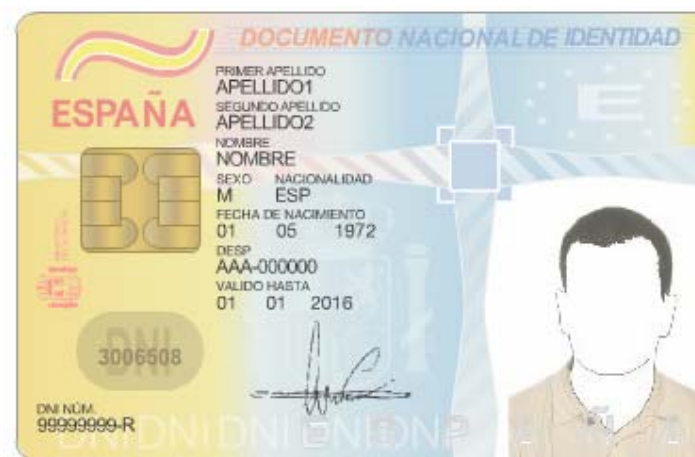 DOCUMENTO NACIONAL DE IDENTIDAD
ESPAÑA
PRIMER APELLIDO
APELLIDO1
SEGUNDO APELLIDO
APELLIDO2
NOMBRE
NOMBRE
SEXO NACIONALIDAD
M ESP
FECHA DE NACIMIENTO
01 05 1972
DESP
AAA-000000
VALIDO HASTA
01 01 2016
DNI
3006508
DNI NÚM.
99999999-R
E
DNI DNI DNI DNI DN
E S P A Ñ A